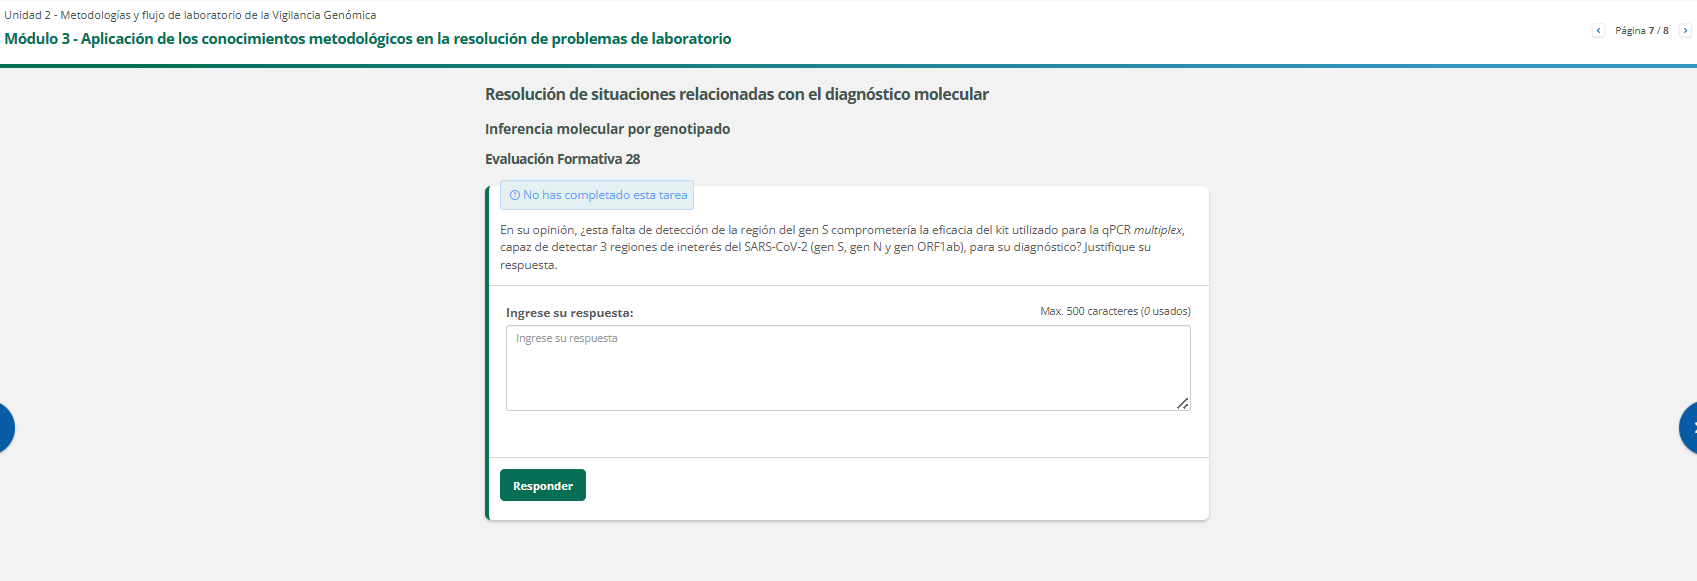 Unidad 2 - Metodologías y flujo de laboratorio de la Vigilancia Genómica
Módulo 3 - Aplicación de los conocimientos metodológicos en la resolución de problemas de laboratorio
Página 7 / 8
Resolución de situaciones relacionadas con el diagnóstico molecular
Inferencia molecular por genotipado
Evaluación Formativa 28
No has completado esta tarea
En su opinión, ¿esta falta de detección de la región del gen S comprometería la eficacia del kit utilizado para la qPCR multiplex,
capaz de detectar 3 regiones de ineterés del SARS-CoV-2 (gen S, gen N y gen ORF1ab), para su diagnóstico? Justifique su
respuesta.
Ingrese su respuesta:
Max. 500 caracteres (0 usados)
Ingrese su respuesta
Responder